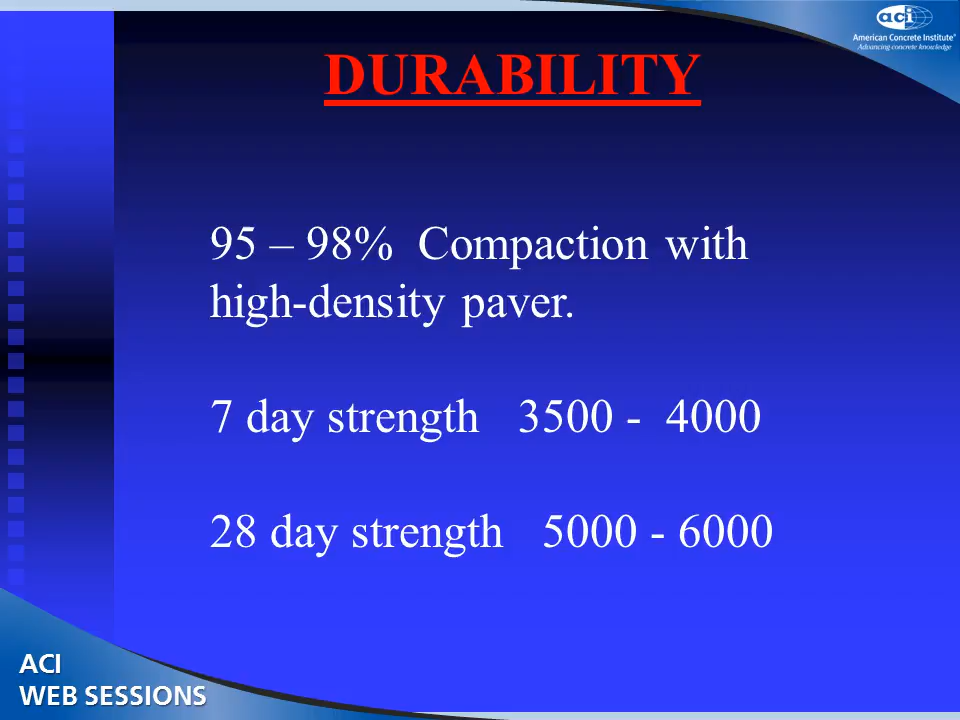 aci
American Concrete Institute®
Advancing concrete knowledge
DURABILITY
95 – 98% Compaction with
high-density paver.
7 day strength 3500 - 4000
28 day strength 5000 - 6000
ACI
WEB SESSIONS